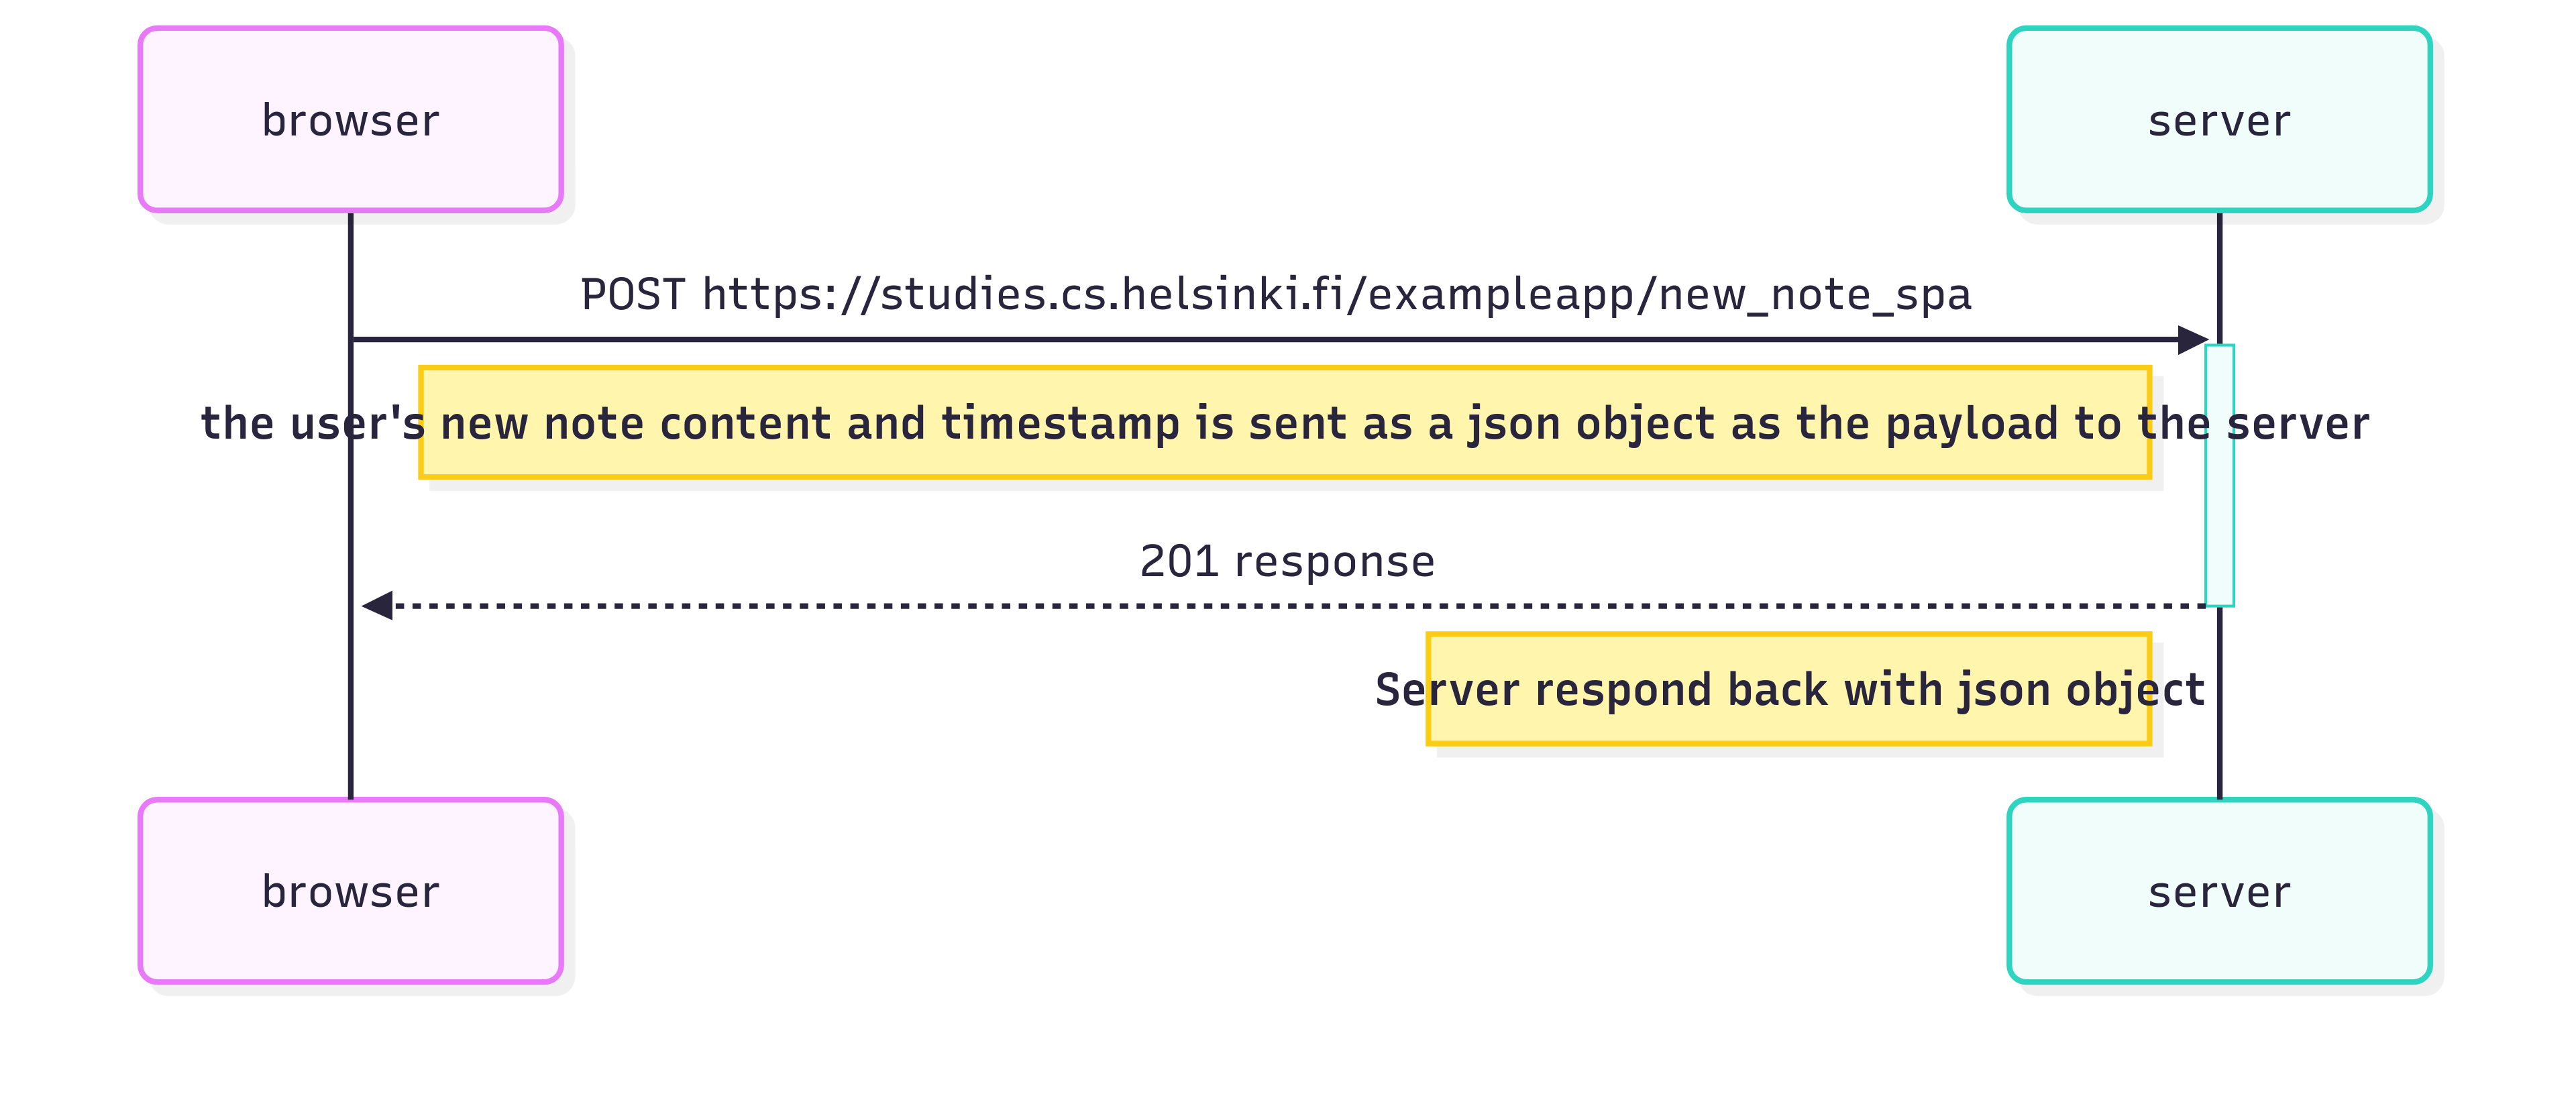 browser
server
POST https://studies.cs.helsinki.fi/exampleapp/new_note_spa
the user's new note content and timestamp is sent as a json object as the payload to the server
201 response
Server respond back with json object
browser
server